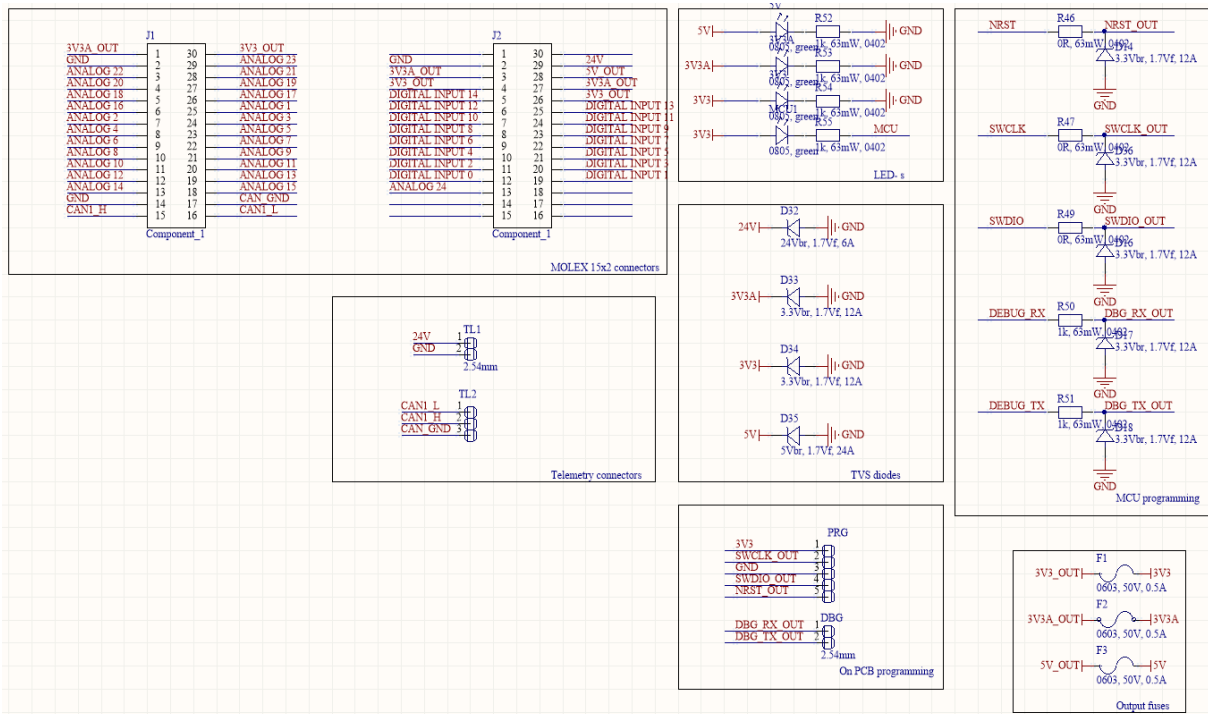 J1
3V3A_OUT 1 30 3V3_OUT
GND 2 29 ANALOG 23
ANALOG 22 3 28 ANALOG 21
ANALOG 20 4 27 ANALOG 19
ANALOG 18 5 26 ANALOG 17
ANALOG 16 6 25 ANALOG 1
ANALOG 2 7 24 ANALOG 3
ANALOG 4 8 23 ANALOG 5
ANALOG 6 9 22 ANALOG 7
ANALOG 8 10 21 ANALOG 9
ANALOG 10 11 20 ANALOG 11
ANALOG 12 12 19 ANALOG 13
ANALOG 14 13 18 ANALOG 15
GND 14 17 CAN_GND
CAN1_H 15 16 CAN1_L
Component_1
J2
1 30
GND 2 29 24V
3V3A_OUT 3 28 5V_OUT
3V3_OUT 4 27 3V3A_OUT
DIGITAL INPUT 14 5 26 3V3_OUT
DIGITAL INPUT 12 6 25 DIGITAL INPUT 13
DIGITAL INPUT 10 7 24 DIGITAL INPUT 11
DIGITAL INPUT 8 8 23 DIGITAL INPUT 9
DIGITAL INPUT 6 9 22 DIGITAL INPUT 7
DIGITAL INPUT 4 10 21 DIGITAL INPUT 5
DIGITAL INPUT 2 11 20 DIGITAL INPUT 3
DIGITAL INPUT 0 12 19 DIGITAL INPUT 1
ANALOG 24 13 18
14 17
15 16
Component_1
MOLEX 15x2 connectors
TL1
24V 1
GND 2
2.54mm
TL2
CAN1_L 1
CAN1_H 2
CAN_GND 3
Telemetry connectors
5V R52
5V GND
3V3A
0805, green 1k, 63mW, 0402
R53
3V3A GND
3V3
0805, green 1k, 63mW, 0402
R54
3V3 GND
MCU1
0805, green 1k, 63mW, 0402
R55
3V3 MCU
0805, green 1k, 63mW, 0402
LED- s
D32
24V GND
24Vbr, 1.7Vf, 6A
D33
3V3A GND
3.3Vbr, 1.7Vf, 12A
D34
3V3 GND
3.3Vbr, 1.7Vf, 12A
D35
5V GND
5Vbr, 1.7Vf, 24A
TVS diodes
PRG
3V3 1
SWCLK_OUT 2
GND 3
SWDIO_OUT 4
NRST_OUT 5
DBG
DBG_RX_OUT 1
DBG_TX_OUT 2
2.54mm
On PCB programming
NRST R46 NRST_OUT
0R, 63mW, 0402 D14
3.3Vbr, 1.7Vf, 12A
GND
SWCLK R47 SWCLK_OUT
0R, 63mW, 0402 D36
3.3Vbr, 1.7Vf, 12A
GND
SWDIO R49 SWDIO_OUT
0R, 63mW, 0402 D16
3.3Vbr, 1.7Vf, 12A
GND
DEBUG_RX R50 DBG_RX_OUT
1k, 63mW, 0402 D17
3.3Vbr, 1.7Vf, 12A
GND
DEBUG_TX R51 DBG_TX_OUT
1k, 63mW, 0402 D18
3.3Vbr, 1.7Vf, 12A
GND
MCU programming
F1
3V3_OUT 3V3
0603, 50V, 0.5A
F2
3V3A_OUT 3V3A
0603, 50V, 0.5A
F3
5V_OUT 5V
0603, 50V, 0.5A
Output fuses